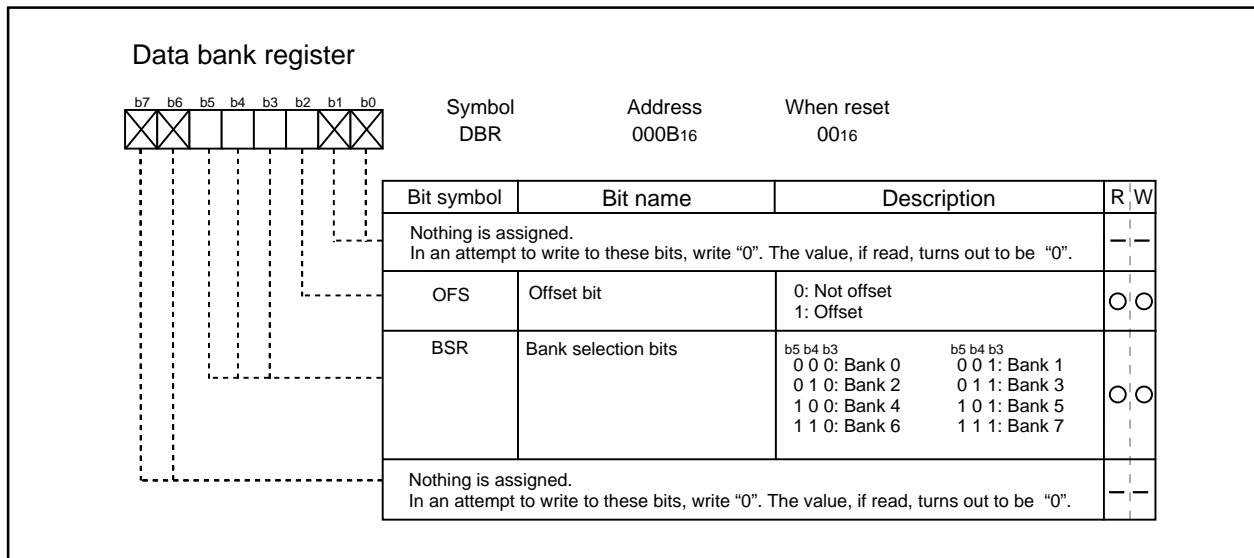 Data bank register
b7 b6 b5 b4 b3 b2 b1 b0
Symbol Address When reset
DBR 000B16 0016
Bit symbol Bit name Description R W
Nothing is assigned.
In an attempt to write to these bits, write “0”. The value, if read, turns out to be “0”.
OFS Offset bit 0: Not offset
1: Offset
BSR Bank selection bits b5 b4 b3 b5 b4 b3
0 0 0: Bank 0 0 0 1: Bank 1
0 1 0: Bank 2 0 1 1: Bank 3
1 0 0: Bank 4 1 0 1: Bank 5
1 1 0: Bank 6 1 1 1: Bank 7
Nothing is assigned.
In an attempt to write to these bits, write “0”. The value, if read, turns out to be “0”.